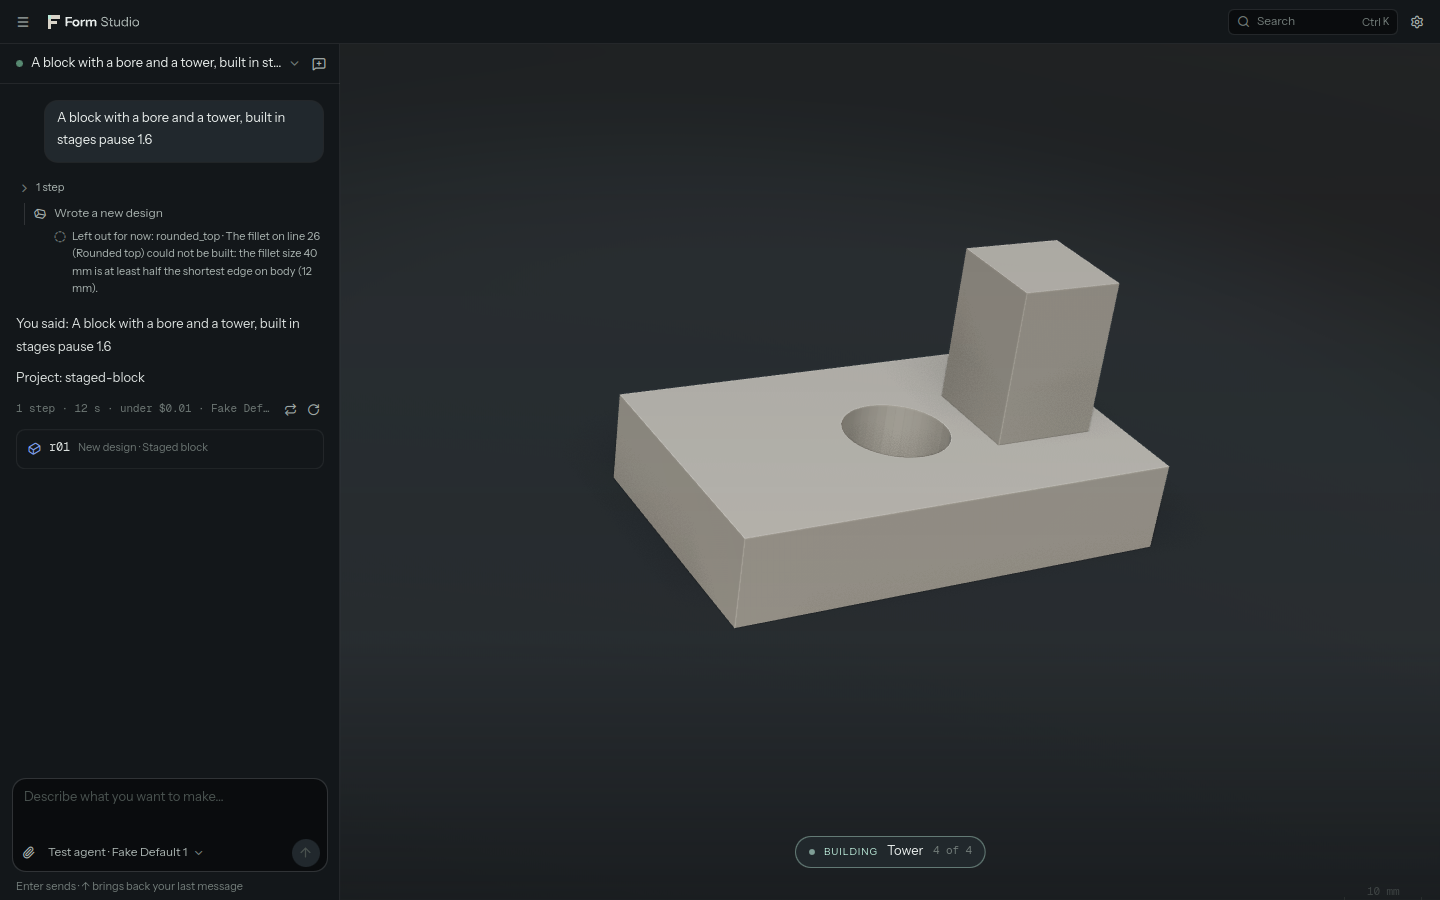 Form Studio
Search
Ctrl K
A block with a bore and a tower, built in st...
A block with a bore and a tower, built in
stages pause 1.6
1 step
Wrote a new design
Left out for now: rounded_top · The fillet on line 26
(Rounded top) could not be built: the fillet size 40
mm is at least half the shortest edge on body (12
mm).
You said: A block with a bore and a tower, built in
stages pause 1.6
Project: staged-block
1 step · 12 s · under $0.01 · Fake Def…
r01 New design · Staged block
Describe what you want to make...
Test agent · Fake Default 1
Enter sends · ↑ brings back your last message
BUILDING Tower 4 of 4
10 mm